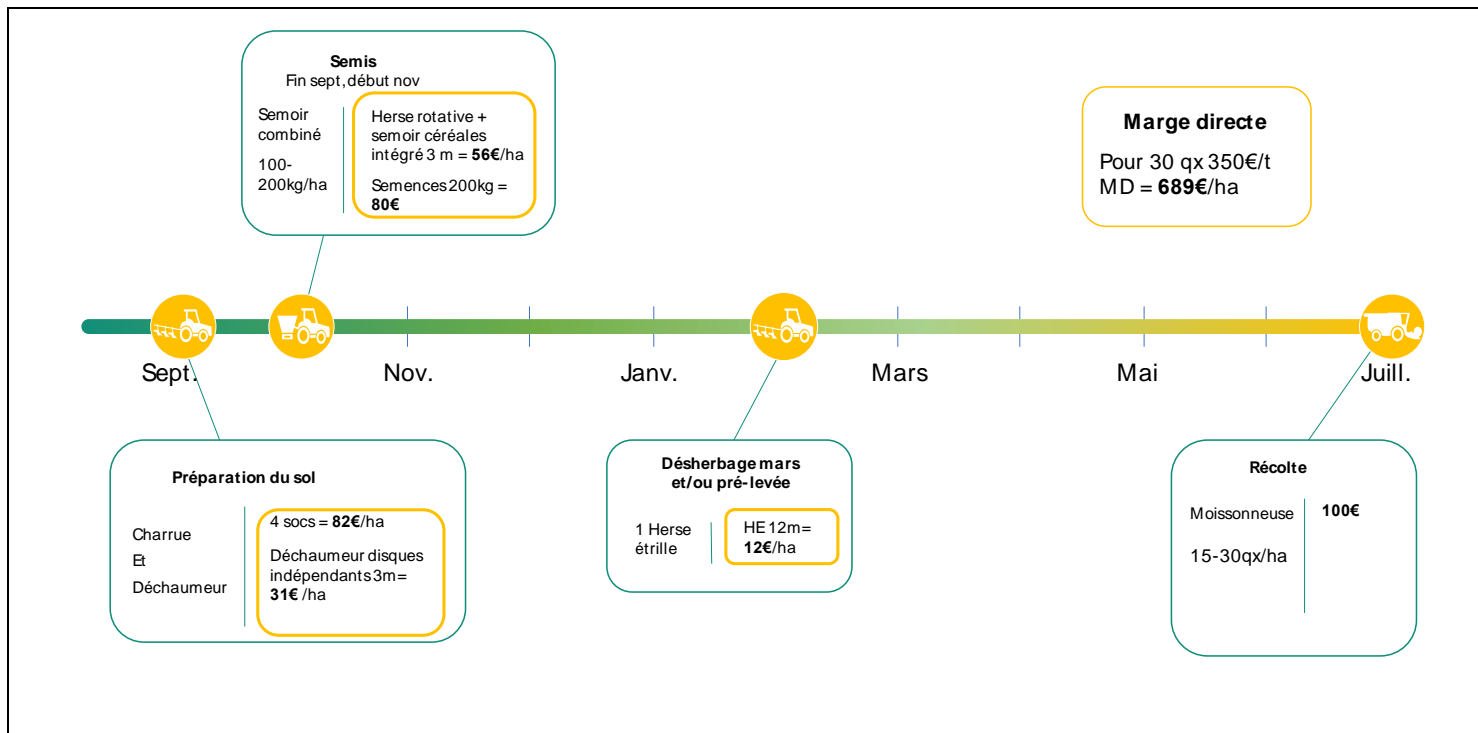 Semis
Fin sept, début nov
Semoir
combiné
100-
200kg/ha
Herse rotative +
semoir céréales
intégré 3 m = 56€/ha
Semences 200kg =
80€
Marge directe
Pour 30 qx 350€/t
MD = 689€/ha
Sept.
Nov.
Janv.
Mars
Mai
Juill.
Préparation du sol
Charrue
Et
Déchaumeur
4 socs = 82€/ha
Déchaumeur disques
indépendants 3m=
31€ /ha
Désherbage mars
et/ou pré-levée
1 Herse
étrille
HE 12m=
12€/ha
Récolte
Moissonneuse
15-30qx/ha
100€